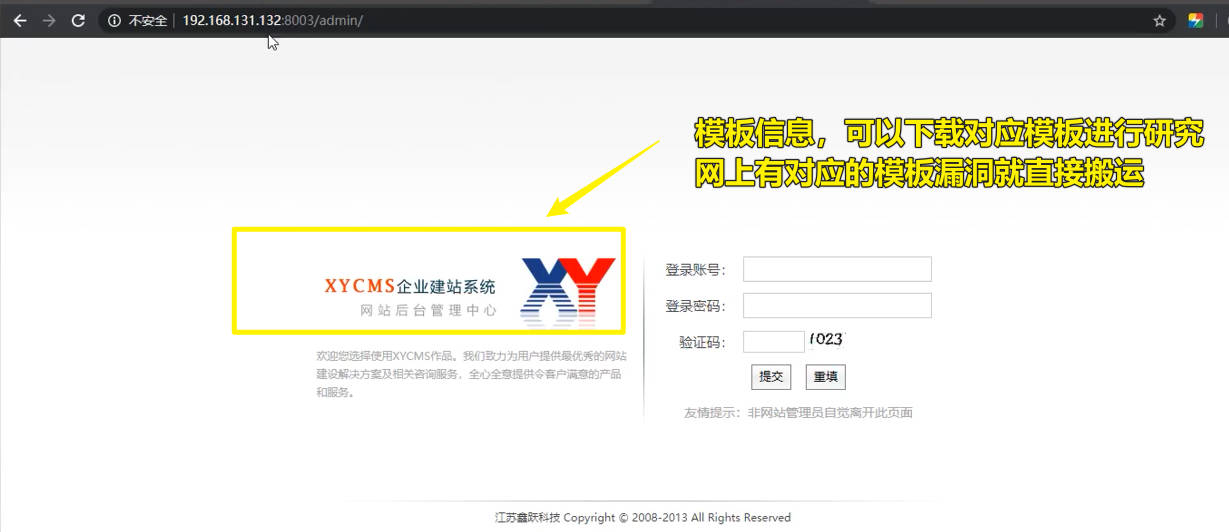 不安全 192.168.131.132:8003/admin/
模板信息，可以下载对应模板进行研究
网上有对应的模板漏洞就直接搬运
XYCMS企业建站系统
网站后台管理中心
XY
欢迎您选择使用XYCMS作品。我们致力为用户提供最优秀的网站
建设解决方案及相关咨询服务，全心全意提供令客户满意的产品
和服务。
登录账号：
登录密码：
验证码： 1023
提交 重填
友情提示：非网站管理员自觉离开此页面
江苏鑫跃科技 Copyright © 2008-2013 All Rights Reserved